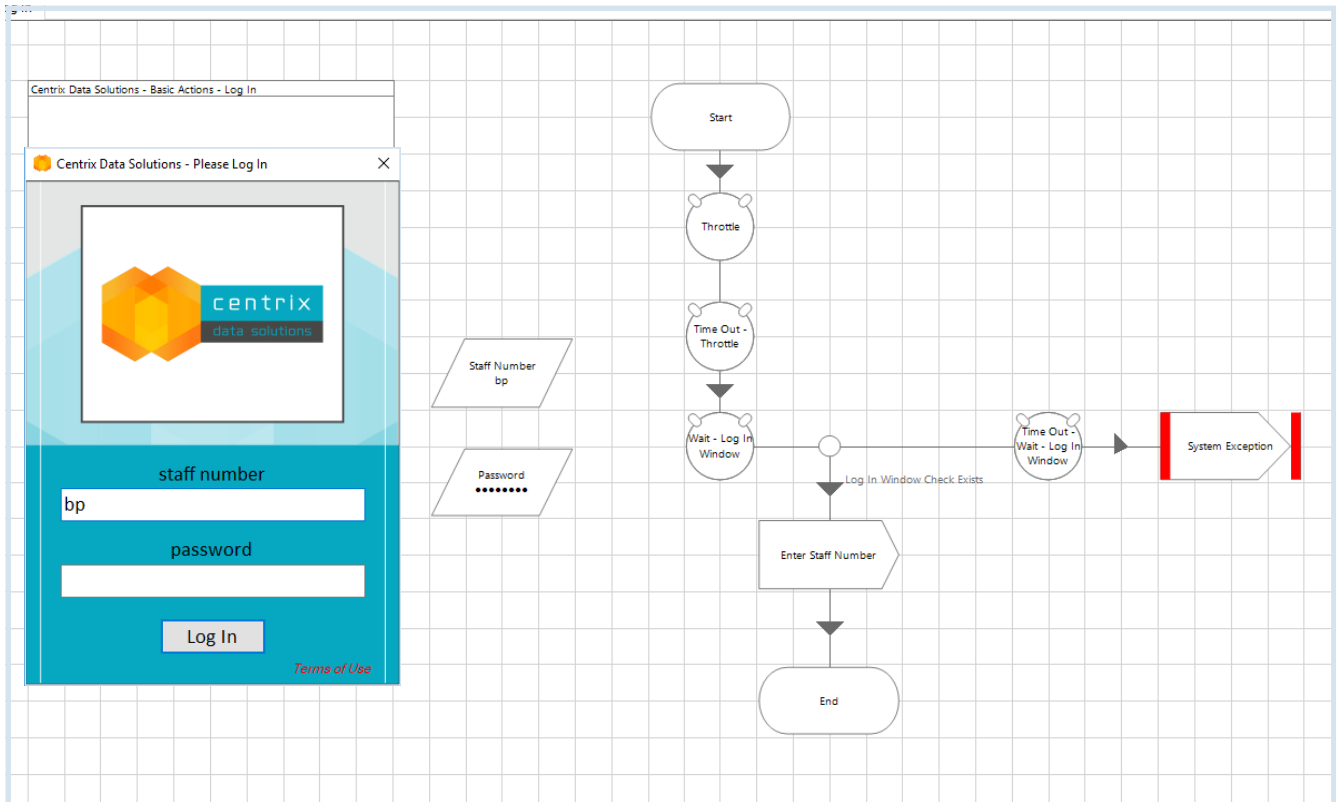 Centrix Data Solutions - Basic Actions - Log In
Centrix Data Solutions - Please Log In
centrix
data solutions
staff number
bp
password
Log In
Terms of Use
Staff Number
bp
Password
••••••••
Start
Throttle
Time Out -
Throttle
Wait - Log In
Window
Log In Window Check Exists
Time Out -
Wait - Log In
Window
System Exception
Enter Staff Number
End